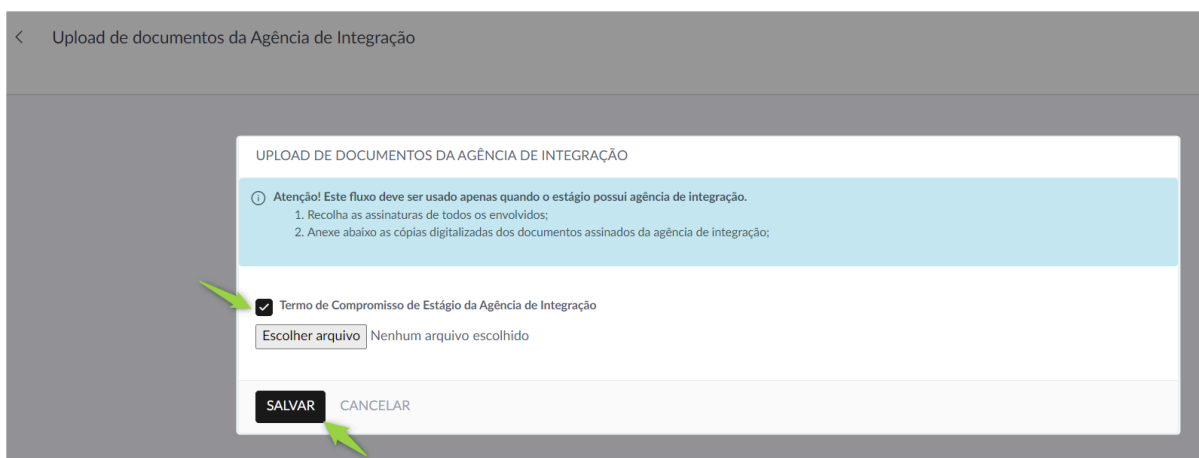 Upload de documentos da Agência de Integração
UPLOAD DE DOCUMENTOS DA AGÊNCIA DE INTEGRAÇÃO
Atenção! Este fluxo deve ser usado apenas quando o estágio possui agência de integração.
1. Recolha as assinaturas de todos os envolvidos;
2. Anexe abaixo as cópias digitalizadas dos documentos assinados da agência de integração;
Termo de Compromisso de Estágio da Agência de Integração
Escolher arquivo Nenhum arquivo escolhido
SALVAR CANCELAR